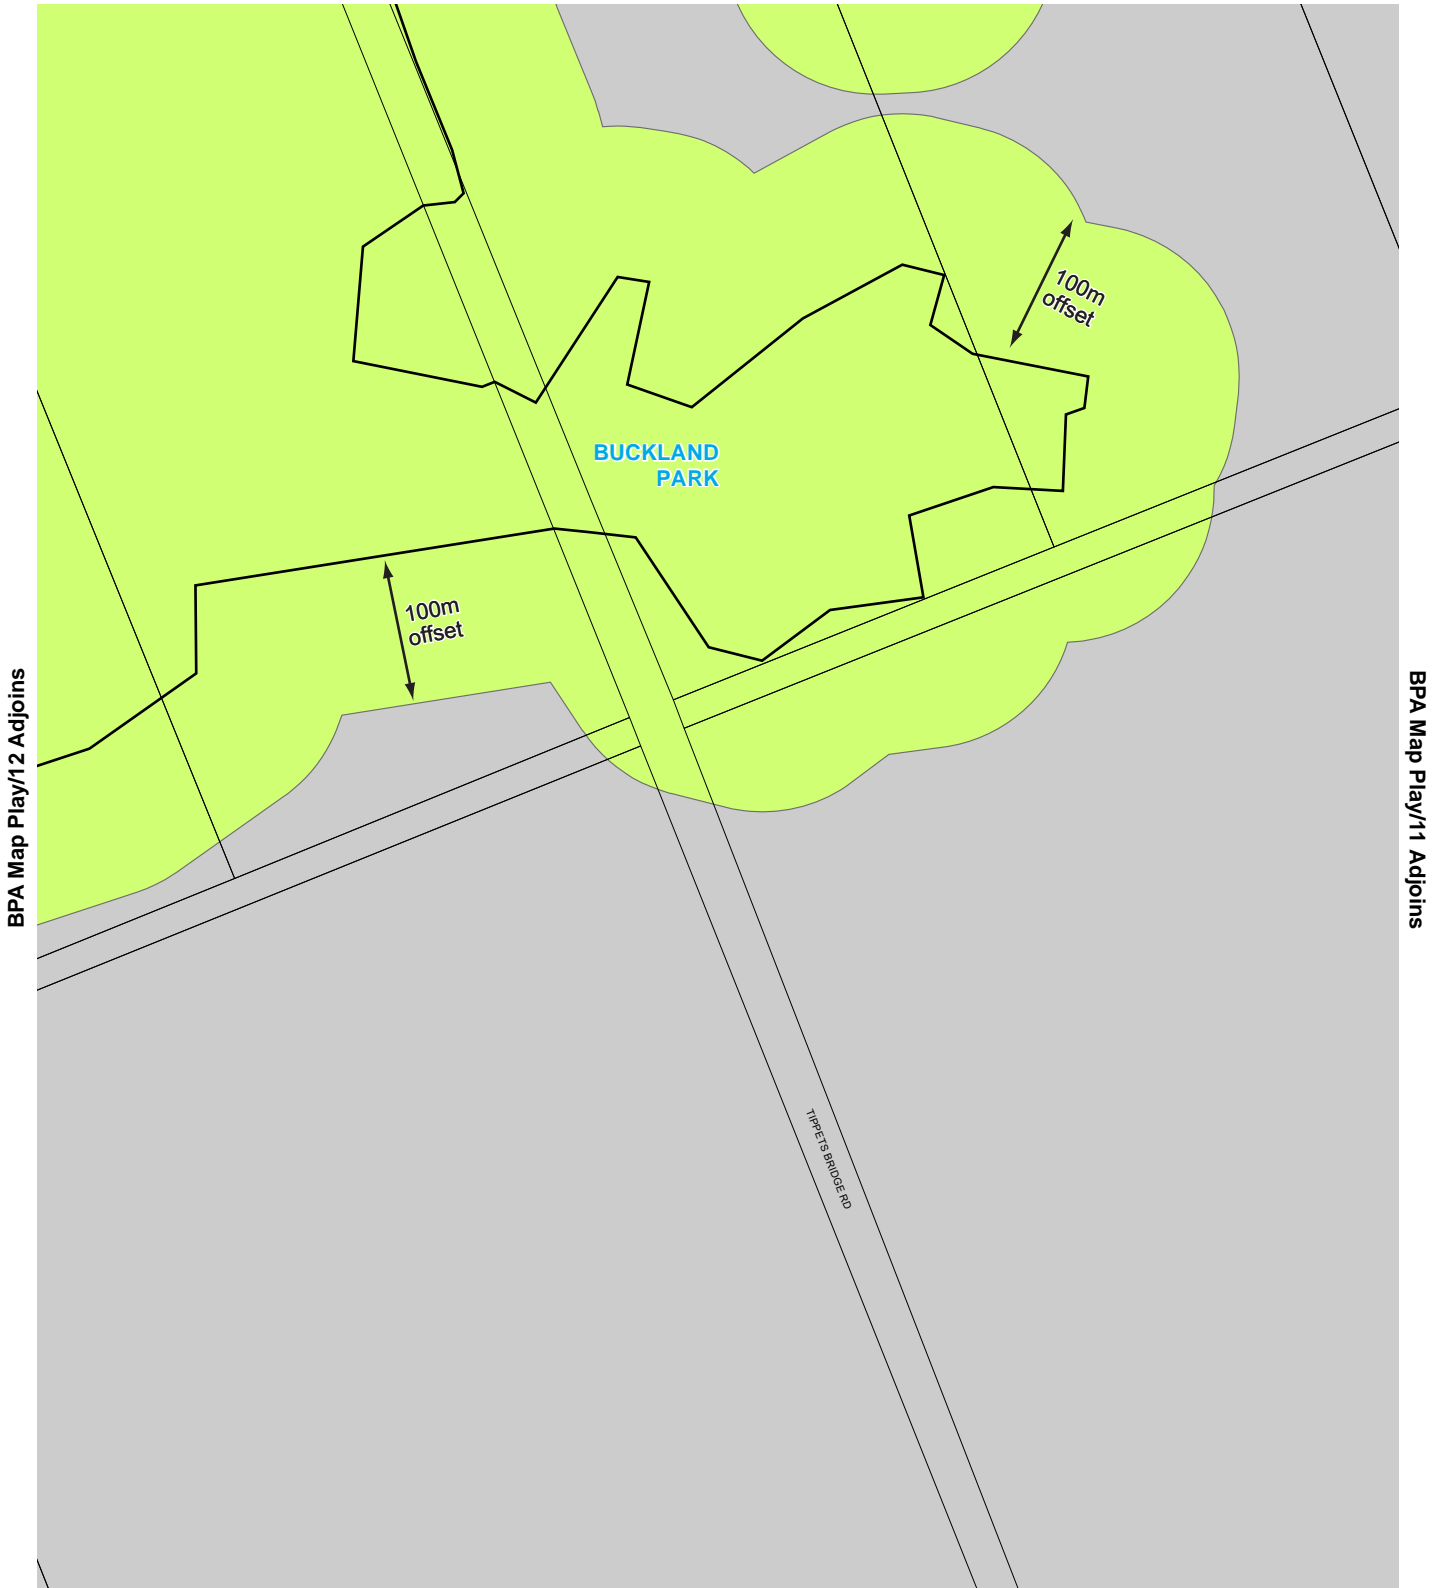 100m
offset
BUCKLAND
PARK
100m
offset
BPA Map Play/12 Adjoins
BPA Map Play/11 Adjoins
TIPPETS BRIDGE RD